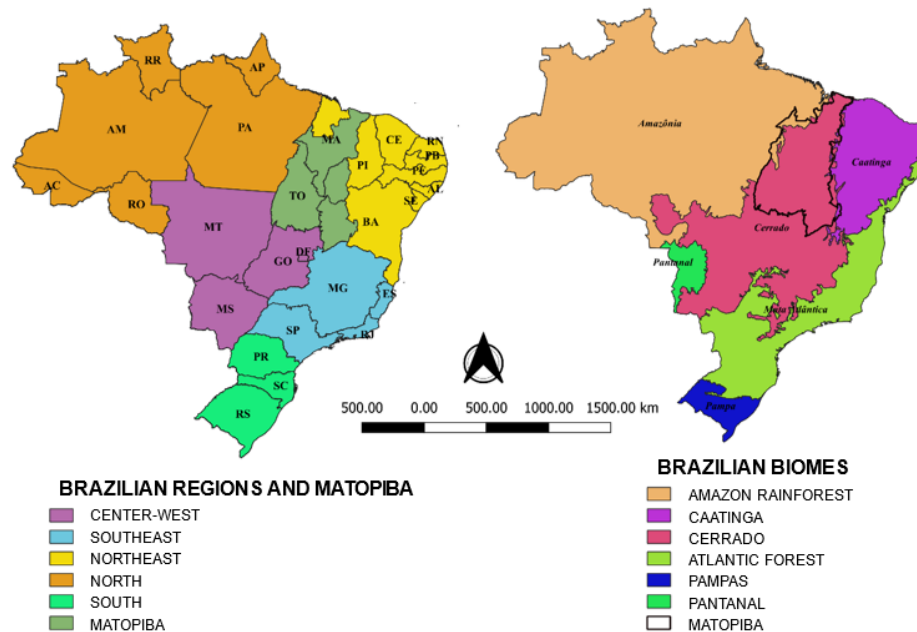 RR
AP
AM
PA
MA
CE
RN
PB
PI
PE
AL
AC
TO
SE
RO
BA
MT
DF
GO
MG
ES
MS
SP
RJ
PR
SC
RS
Amazônia
Caatinga
Cerrado
Pantanal
Mata Atlântica
Pampa
500.00 0.00 500.00 1000.00 1500.00 km
BRAZILIAN REGIONS AND MATOPIBA
CENTER-WEST
SOUTHEAST
NORTHEAST
NORTH
SOUTH
MATOPIBA
BRAZILIAN BIOMES
AMAZON RAINFOREST
CAATINGA
CERRADO
ATLANTIC FOREST
PAMPAS
PANTANAL
MATOPIBA